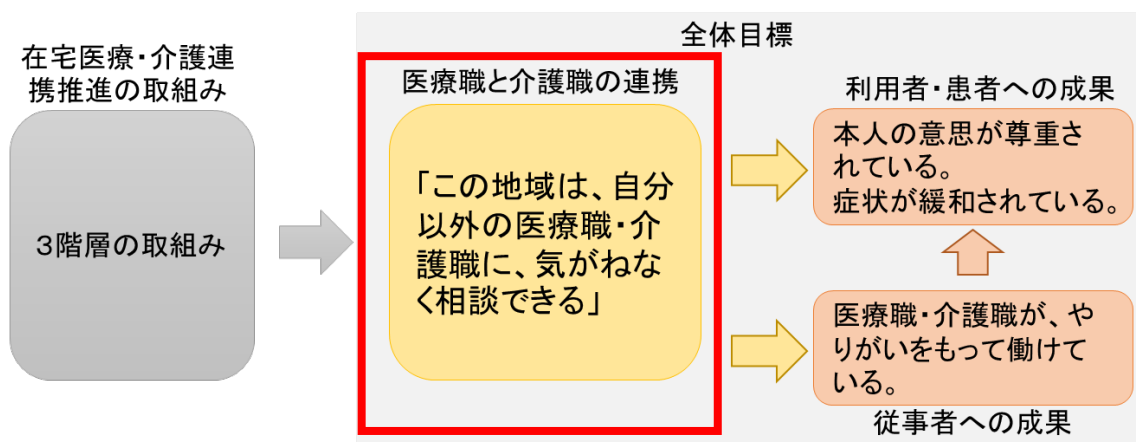 全体目標
在宅医療・介護連
携推進の取組み
３階層の取組み
医療職と介護職の連携
「この地域は、自分
以外の医療職・介
護職に、気がねな
く相談できる」
利用者・患者への成果
本人の意思が尊重さ
れている。
症状が緩和されている。
医療職・介護職が、や
りがいをもって働けて
いる。
従事者への成果